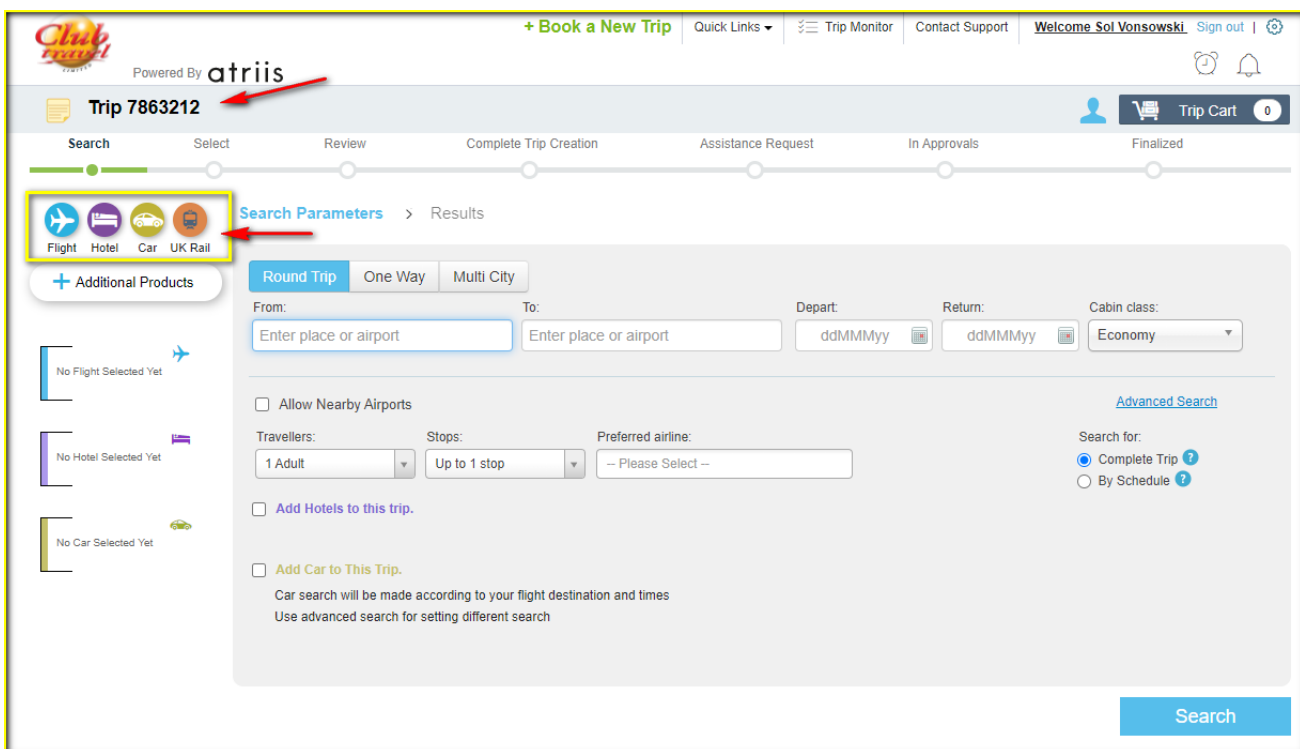 Club
travel
+ Book a New Trip
Quick Links
Trip Monitor
Contact Support
Welcome Sol Vonsowski
Sign out |
Powered By atriis
Trip 7863212
Trip Cart 0
Search
Select
Review
Complete Trip Creation
Assistance Request
In Approvals
Finalized
Flight
Hotel
Car
UK Rail
Search Parameters > Results
+ Additional Products
Round Trip
One Way
Multi City
From:
To:
Depart:
Return:
Cabin class:
Enter place or airport
Enter place or airport
ddMMMyy
ddMMMyy
Economy
No Flight Selected Yet
Allow Nearby Airports
Advanced Search
Travellers:
Stops:
Preferred airline:
Search for:
1 Adult
Up to 1 stop
-- Please Select --
Complete Trip ?
By Schedule ?
No Hotel Selected Yet
Add Hotels to this trip.
No Car Selected Yet
Add Car to This Trip.
Car search will be made according to your flight destination and times
Use advanced search for setting different search
Search